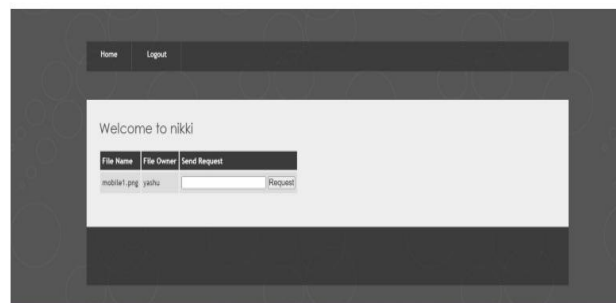 Home Logout
Welcome to nikki
File Name File Owner Send Request
mobile1.png yashu Request